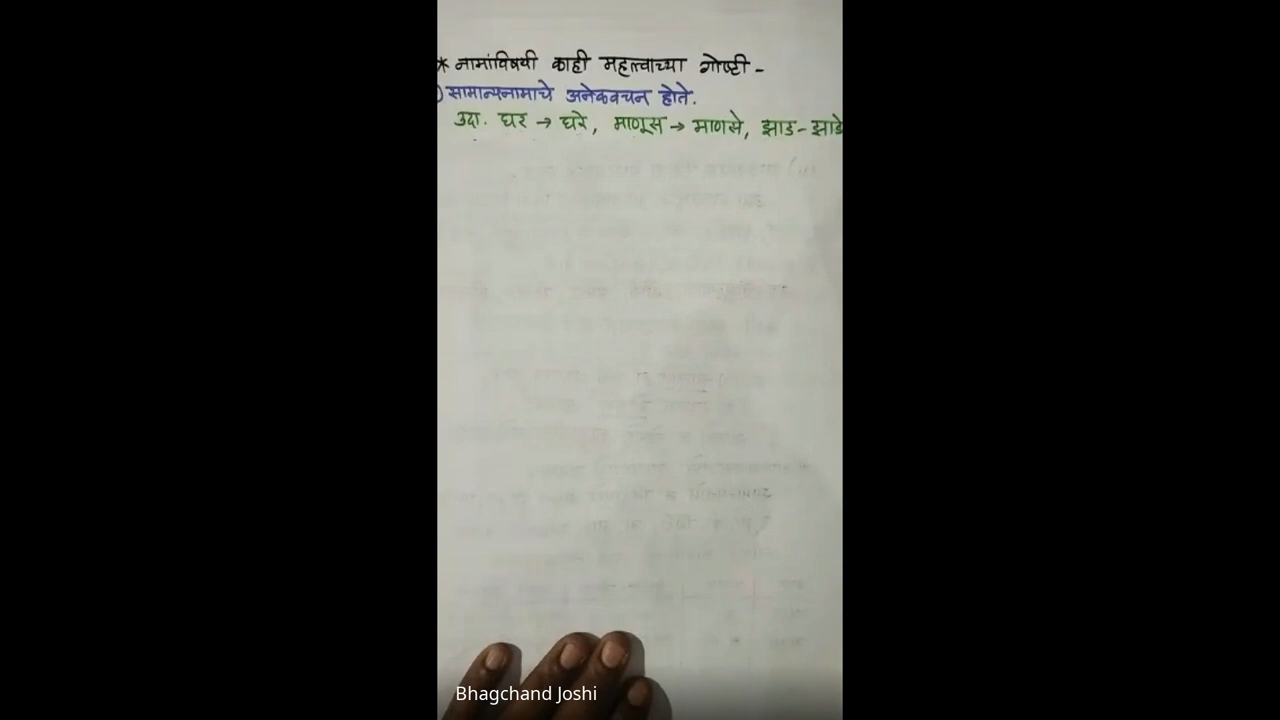 * नामांविषयी काही महत्वाच्या गोष्टी -
) सामान्यनामाचे अनेकवचन होते.
उदा. घर → घरे, माणूस → माणसे, झाड - झाडे
Bhagchand Joshi